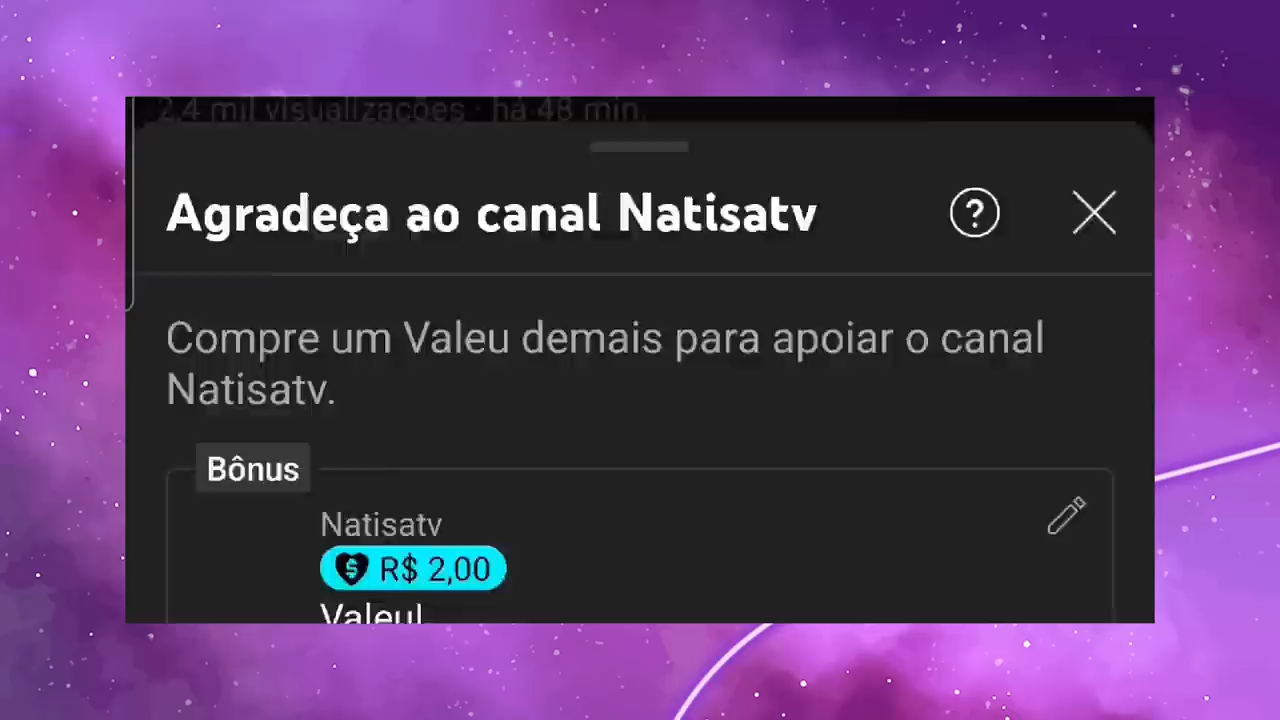 2,4 mil visualizações · há 48 min.
Agradeça ao canal Natisatv
Compre um Valeu demais para apoiar o canal
Natisatv.
Bônus
Natisatv
R$ 2,00
Valeu!